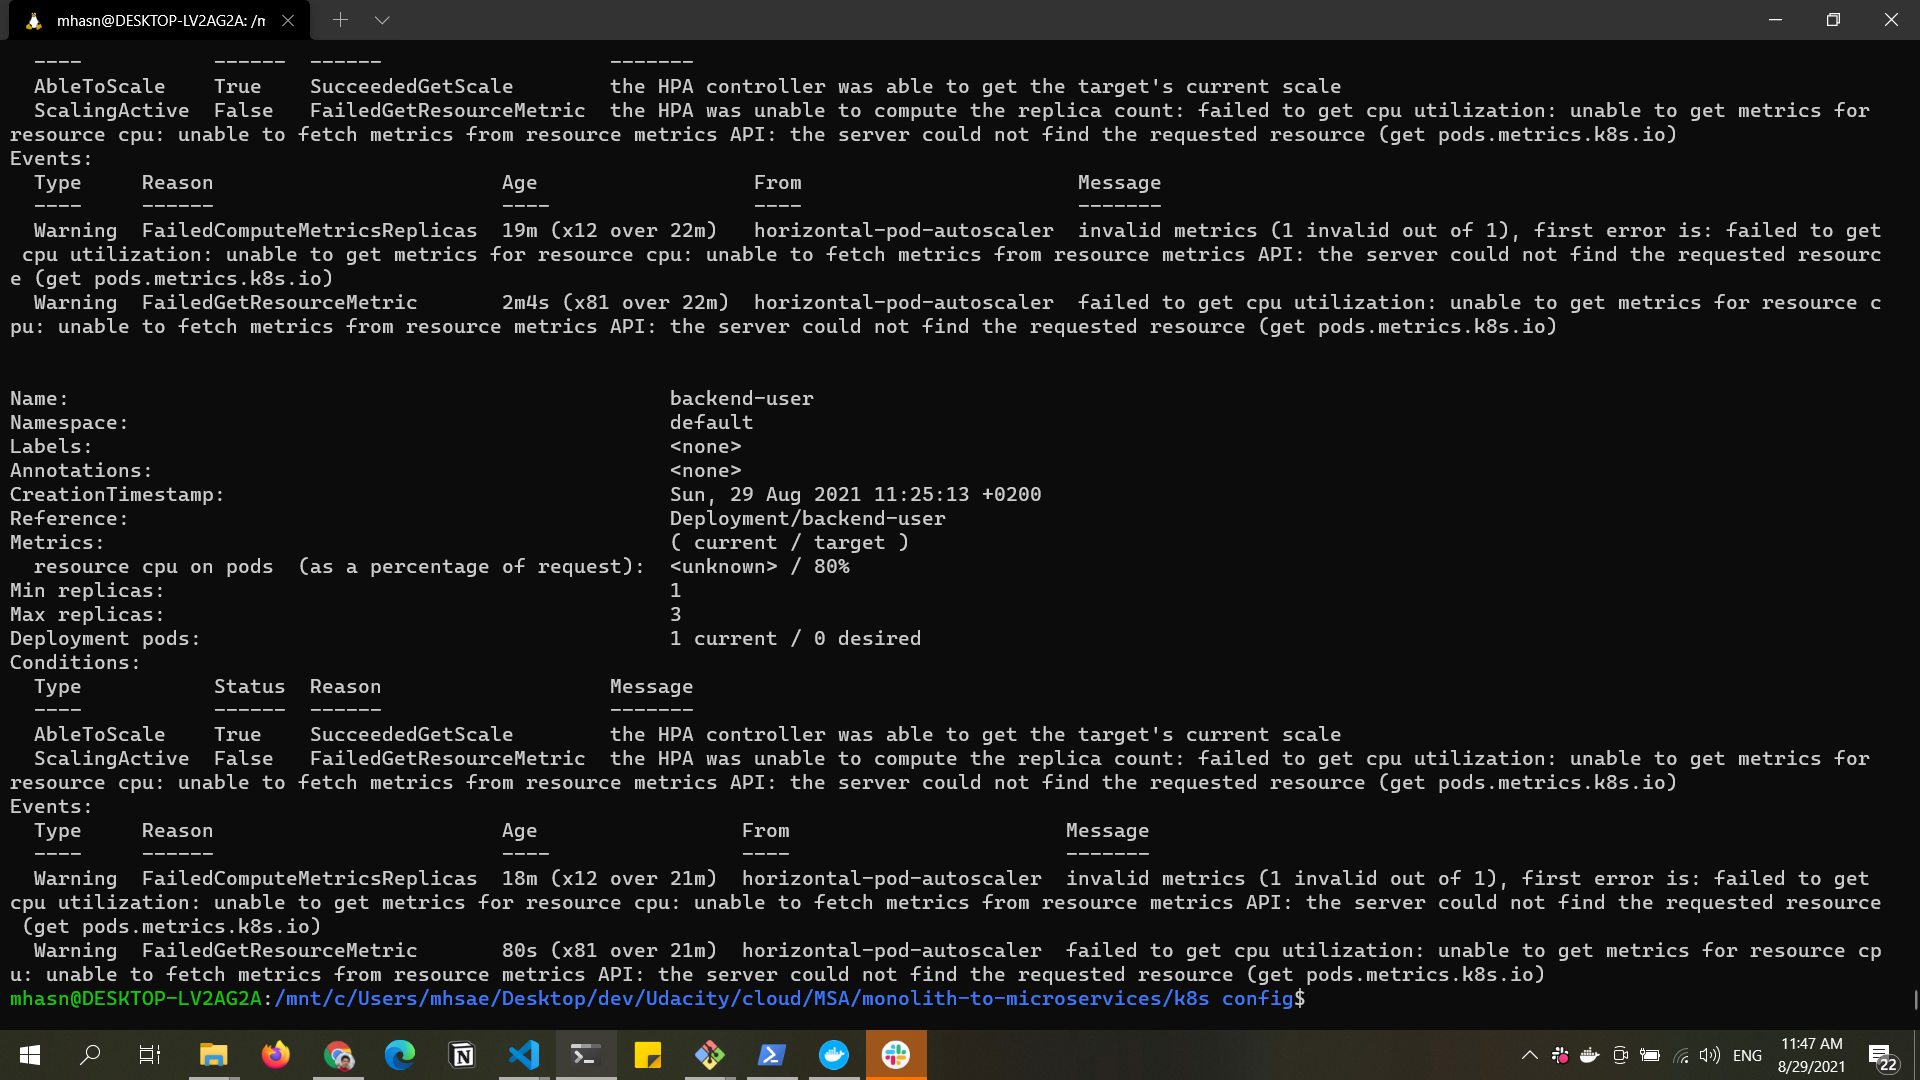 mhasn@DESKTOP-LV2AG2A: /m
----           ------  ------                   -------
AbleToScale    True    SucceededGetScale        the HPA controller was able to get the target's current scale
ScalingActive  False   FailedGetResourceMetric  the HPA was unable to compute the replica count: failed to get cpu utilization: unable to get metrics for
resource cpu: unable to fetch metrics from resource metrics API: the server could not find the requested resource (get pods.metrics.k8s.io)
Events:
Type     Reason                        Age                  From                       Message
----     ------                        ----                 ----                       -------
Warning  FailedComputeMetricsReplicas  19m (x12 over 22m)   horizontal-pod-autoscaler  invalid metrics (1 invalid out of 1), first error is: failed to get
cpu utilization: unable to get metrics for resource cpu: unable to fetch metrics from resource metrics API: the server could not find the requested resourc
e (get pods.metrics.k8s.io)
Warning  FailedGetResourceMetric       2m4s (x81 over 22m)  horizontal-pod-autoscaler  failed to get cpu utilization: unable to get metrics for resource c
pu: unable to fetch metrics from resource metrics API: the server could not find the requested resource (get pods.metrics.k8s.io)
Name:                                                  backend-user
Namespace:                                             default
Labels:                                                <none>
Annotations:                                           <none>
CreationTimestamp:                                     Sun, 29 Aug 2021 11:25:13 +0200
Reference:                                             Deployment/backend-user
Metrics:                                               ( current / target )
resource cpu on pods  (as a percentage of request):  <unknown> / 80%
Min replicas:                                          1
Max replicas:                                          3
Deployment pods:                                       1 current / 0 desired
Conditions:
Type           Status  Reason                   Message
----           ------  ------                   -------
AbleToScale    True    SucceededGetScale        the HPA controller was able to get the target's current scale
ScalingActive  False   FailedGetResourceMetric  the HPA was unable to compute the replica count: failed to get cpu utilization: unable to get metrics for
resource cpu: unable to fetch metrics from resource metrics API: the server could not find the requested resource (get pods.metrics.k8s.io)
Events:
Type     Reason                        Age                 From                       Message
----     ------                        ----                ----                       -------
Warning  FailedComputeMetricsReplicas  18m (x12 over 21m)  horizontal-pod-autoscaler  invalid metrics (1 invalid out of 1), first error is: failed to get
cpu utilization: unable to get metrics for resource cpu: unable to fetch metrics from resource metrics API: the server could not find the requested resource
(get pods.metrics.k8s.io)
Warning  FailedGetResourceMetric       80s (x81 over 21m)  horizontal-pod-autoscaler  failed to get cpu utilization: unable to get metrics for resource cp
u: unable to fetch metrics from resource metrics API: the server could not find the requested resource (get pods.metrics.k8s.io)
mhasn@DESKTOP-LV2AG2A:/mnt/c/Users/mhsae/Desktop/dev/Udacity/cloud/MSA/monolith-to-microservices/k8s config$
ENG
11:47 AM
8/29/2021
22